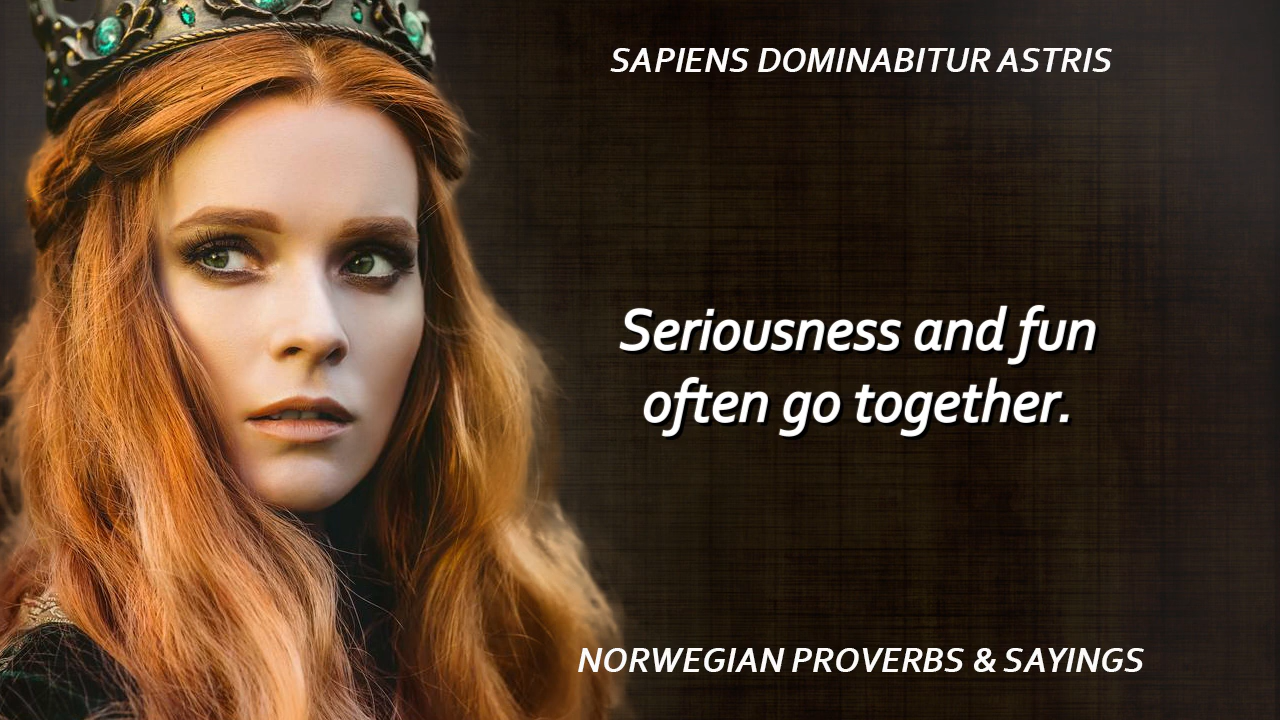 SAPIENS DOMINABITUR ASTRIS
Seriousness and fun
often go together.
NORWEGIAN PROVERBS & SAYINGS